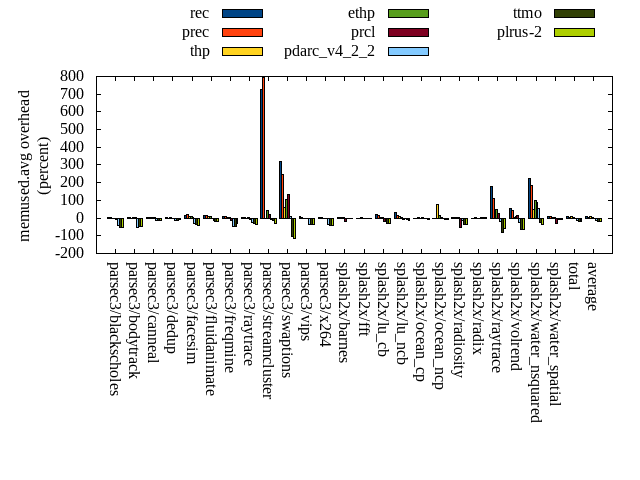 rec
prec
thp
ethp
prcl
pdarc_v4_2_2
ttmo
plrus-2
memused.avg overhead
(percent)
800
700
600
500
400
300
200
100
0
-100
-200
parsec3/blackscholes
parsec3/bodytrack
parsec3/canneal
parsec3/dedup
parsec3/facesim
parsec3/fluidanimate
parsec3/freqmine
parsec3/raytrace
parsec3/streamcluster
parsec3/swaptions
parsec3/vips
parsec3/x264
splash2x/barnes
splash2x/fft
splash2x/lu_cb
splash2x/lu_ncb
splash2x/ocean_cp
splash2x/ocean_ncp
splash2x/radiosity
splash2x/radix
splash2x/raytrace
splash2x/volrend
splash2x/water_nsquared
splash2x/water_spatial
total
average